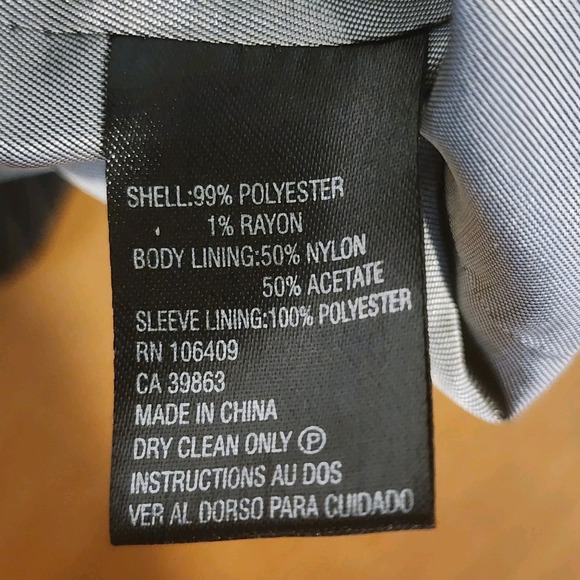 SHELL:99% POLYESTER
1% RAYON
BODY LINING:50% NYLON
50% ACETATE
SLEEVE LINING:100% POLYESTER
RN 106409
CA 39863
MADE IN CHINA
DRY CLEAN ONLY Ⓟ
INSTRUCTIONS AU DOS
VER AL DORSO PARA CUIDADO